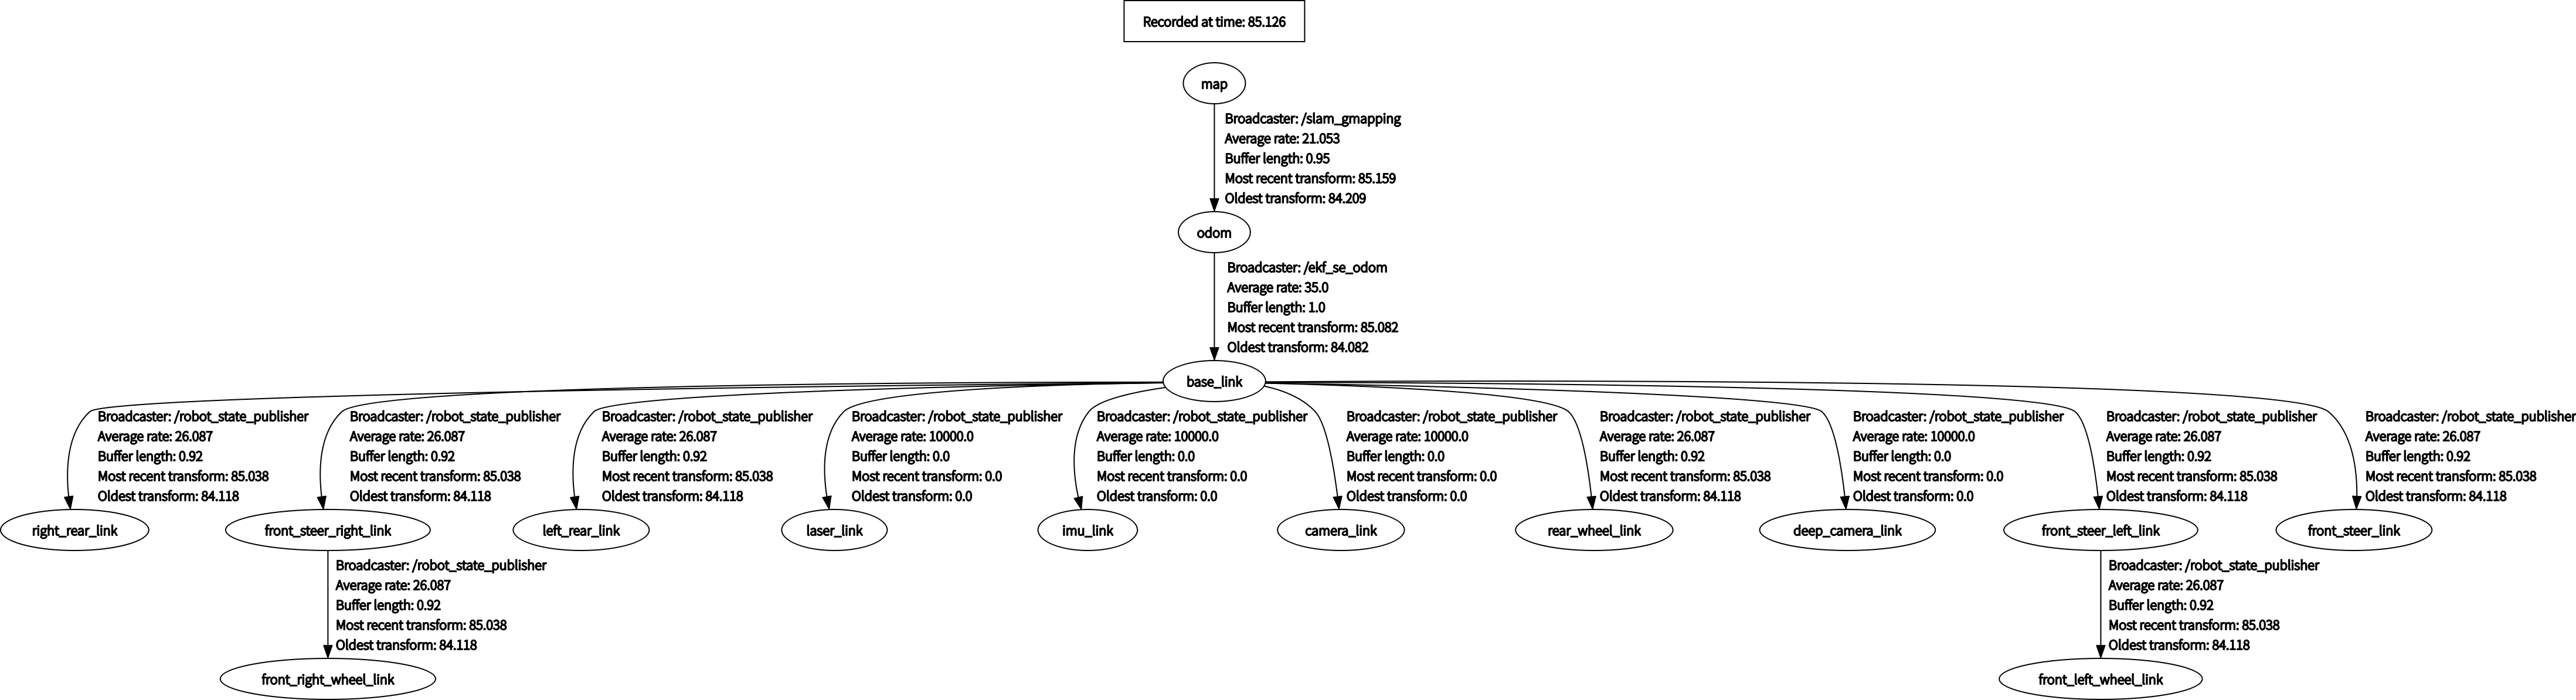 Recorded at time: 85.126
map
Broadcaster: /slam_gmapping
Average rate: 21.053
Buffer length: 0.95
Most recent transform: 85.159
Oldest transform: 84.209
odom
Broadcaster: /ekf_se_odom
Average rate: 35.0
Buffer length: 1.0
Most recent transform: 85.082
Oldest transform: 84.082
base_link
Broadcaster: /robot_state_publisher
Average rate: 26.087
Buffer length: 0.92
Most recent transform: 85.038
Oldest transform: 84.118
Broadcaster: /robot_state_publisher
Average rate: 26.087
Buffer length: 0.92
Most recent transform: 85.038
Oldest transform: 84.118
Broadcaster: /robot_state_publisher
Average rate: 26.087
Buffer length: 0.92
Most recent transform: 85.038
Oldest transform: 84.118
Broadcaster: /robot_state_publisher
Average rate: 10000.0
Buffer length: 0.0
Most recent transform: 0.0
Oldest transform: 0.0
Broadcaster: /robot_state_publisher
Average rate: 10000.0
Buffer length: 0.0
Most recent transform: 0.0
Oldest transform: 0.0
Broadcaster: /robot_state_publisher
Average rate: 10000.0
Buffer length: 0.0
Most recent transform: 0.0
Oldest transform: 0.0
Broadcaster: /robot_state_publisher
Average rate: 26.087
Buffer length: 0.92
Most recent transform: 85.038
Oldest transform: 84.118
Broadcaster: /robot_state_publisher
Average rate: 10000.0
Buffer length: 0.0
Most recent transform: 0.0
Oldest transform: 0.0
Broadcaster: /robot_state_publisher
Average rate: 26.087
Buffer length: 0.92
Most recent transform: 85.038
Oldest transform: 84.118
Broadcaster: /robot_state_publisher
Average rate: 26.087
Buffer length: 0.92
Most recent transform: 85.038
Oldest transform: 84.118
right_rear_link
front_steer_right_link
left_rear_link
laser_link
imu_link
camera_link
rear_wheel_link
deep_camera_link
front_steer_left_link
front_steer_link
Broadcaster: /robot_state_publisher
Average rate: 26.087
Buffer length: 0.92
Most recent transform: 85.038
Oldest transform: 84.118
Broadcaster: /robot_state_publisher
Average rate: 26.087
Buffer length: 0.92
Most recent transform: 85.038
Oldest transform: 84.118
front_right_wheel_link
front_left_wheel_link